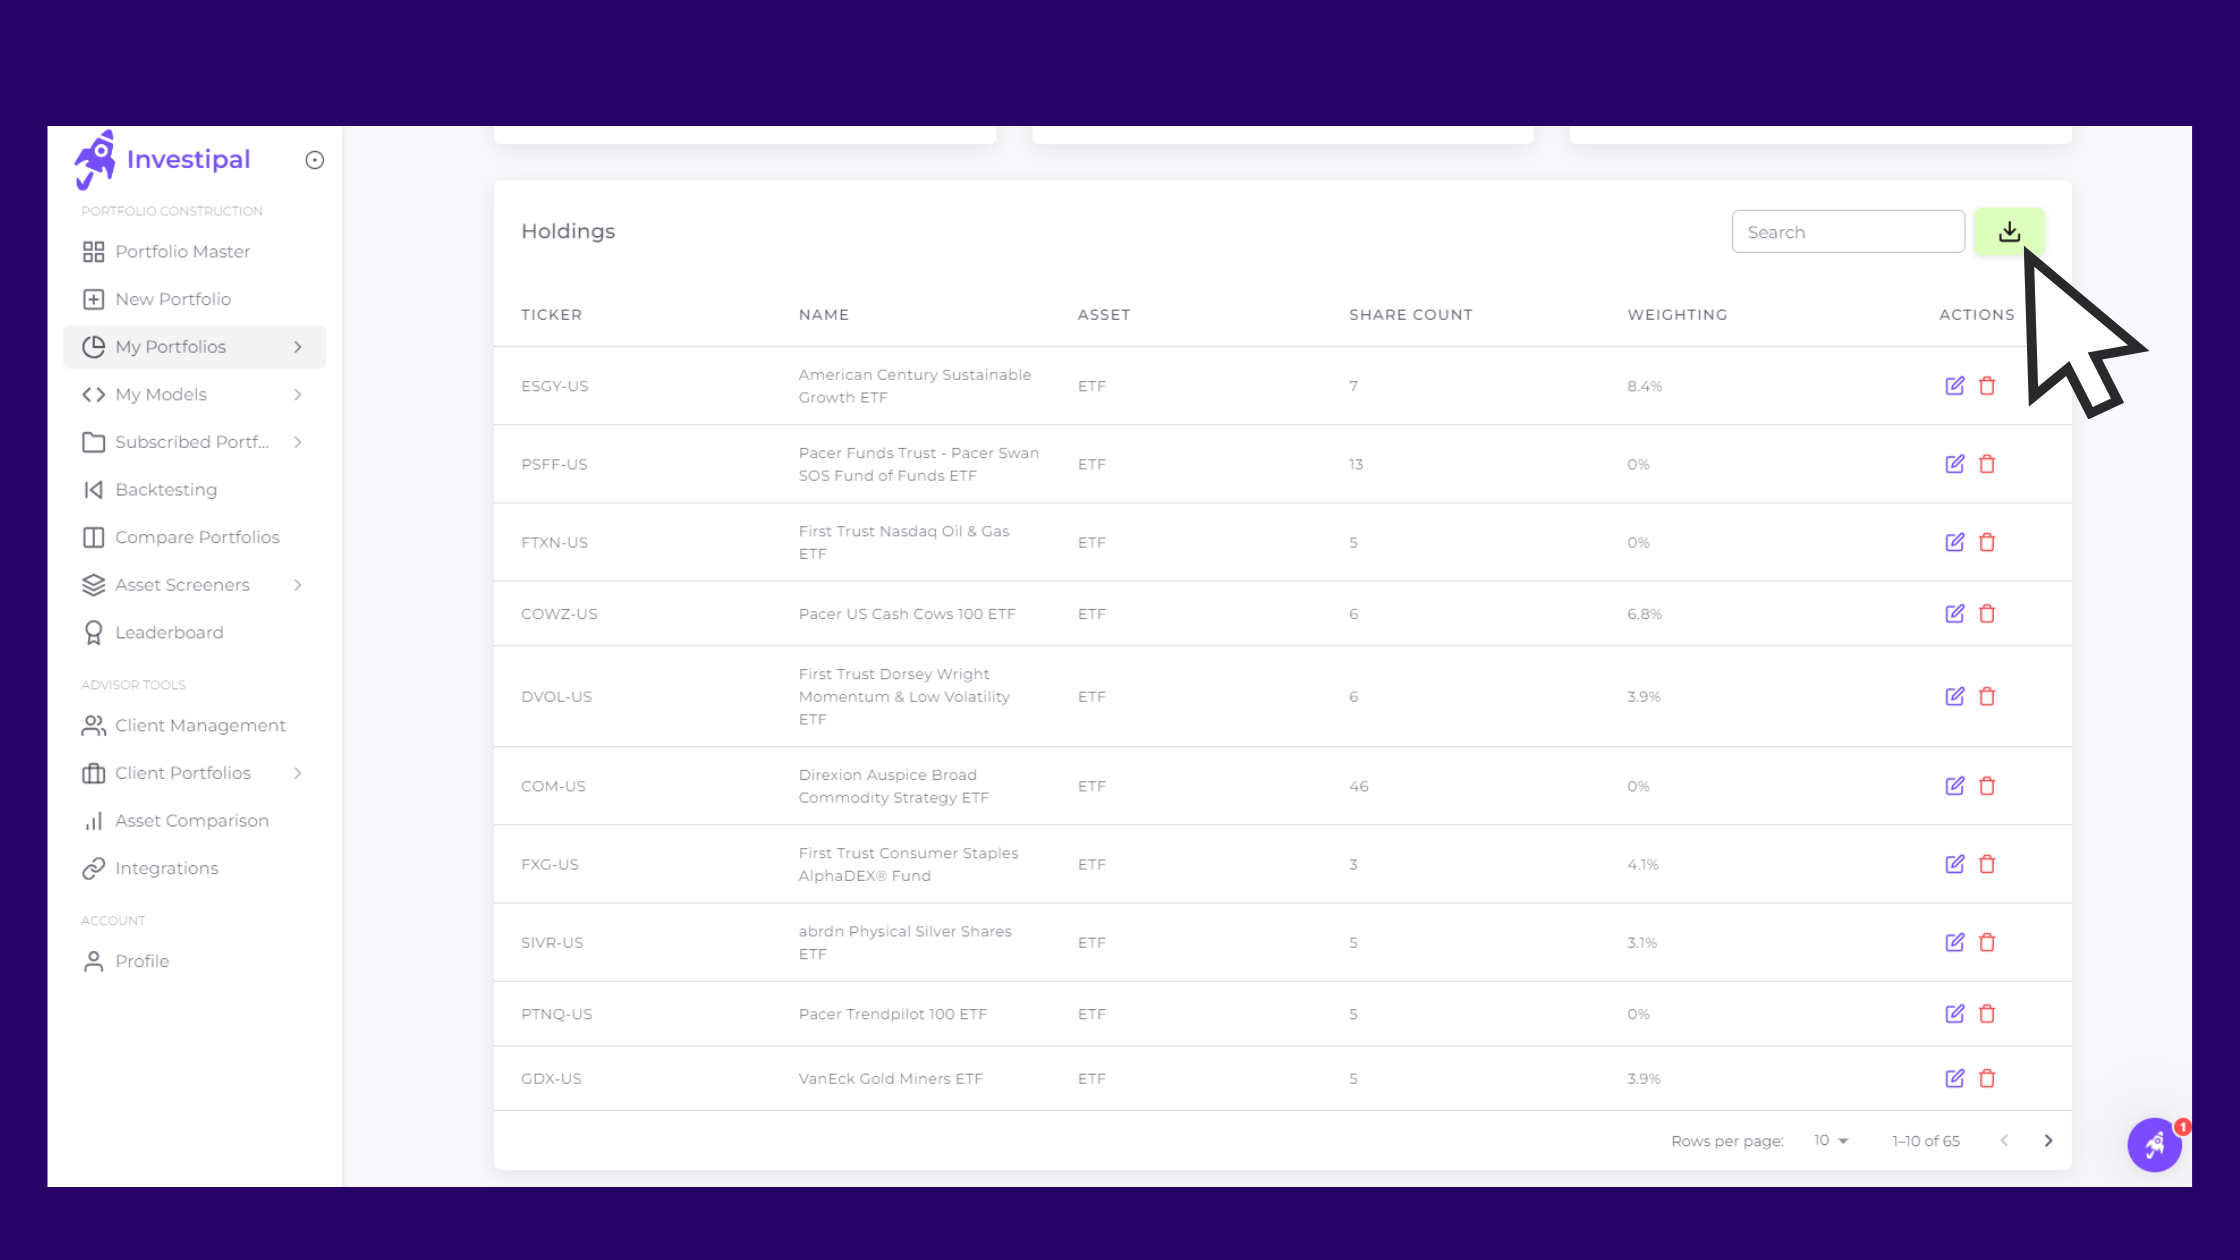 Investipal
PORTFOLIO CONSTRUCTION
Portfolio Master
New Portfolio
My Portfolios
My Models
Subscribed Portf...
Backtesting
Compare Portfolios
Asset Screeners
Leaderboard
ADVISOR TOOLS
Client Management
Client Portfolios
Asset Comparison
Integrations
ACCOUNT
Profile
Holdings
Search
TICKER NAME ASSET SHARE COUNT WEIGHTING ACTIONS
American Century Sustainable
ESGY-US ETF 7 8.4%
Growth ETF
Pacer Funds Trust - Pacer Swan
PSFF-US ETF 13 0%
SOS Fund of Funds ETF
First Trust Nasdaq Oil & Gas
FTXN-US ETF 5 0%
ETF
COWZ-US Pacer US Cash Cows 100 ETF ETF 6 6.8%
First Trust Dorsey Wright
DVOL-US Momentum & Low Volatility ETF 6 3.9%
ETF
Direxion Auspice Broad
COM-US ETF 46 0%
Commodity Strategy ETF
First Trust Consumer Staples
FXG-US ETF 3 4.1%
AlphaDEX® Fund
abrdn Physical Silver Shares
SIVR-US ETF 5 3.1%
ETF
PTNQ-US Pacer Trendpilot 100 ETF ETF 5 0%
GDX-US VanEck Gold Miners ETF ETF 5 3.9%
Rows per page: 10 1–10 of 65
1